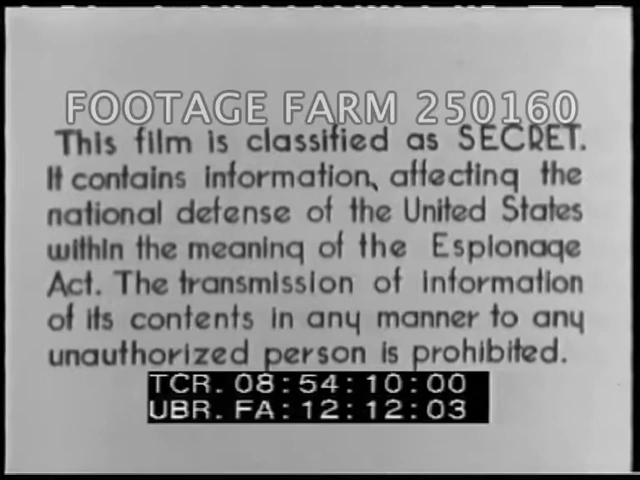 FOOTAGE FARM 250160
This film is classified as SECRET.
It contains information, affecting the
national defense of the United States
within the meaning of the Espionage
Act. The transmission of information
of its contents in any manner to any
unauthorized person is prohibited.
TCR. 08:54:10:00
UBR. FA:12:12:03